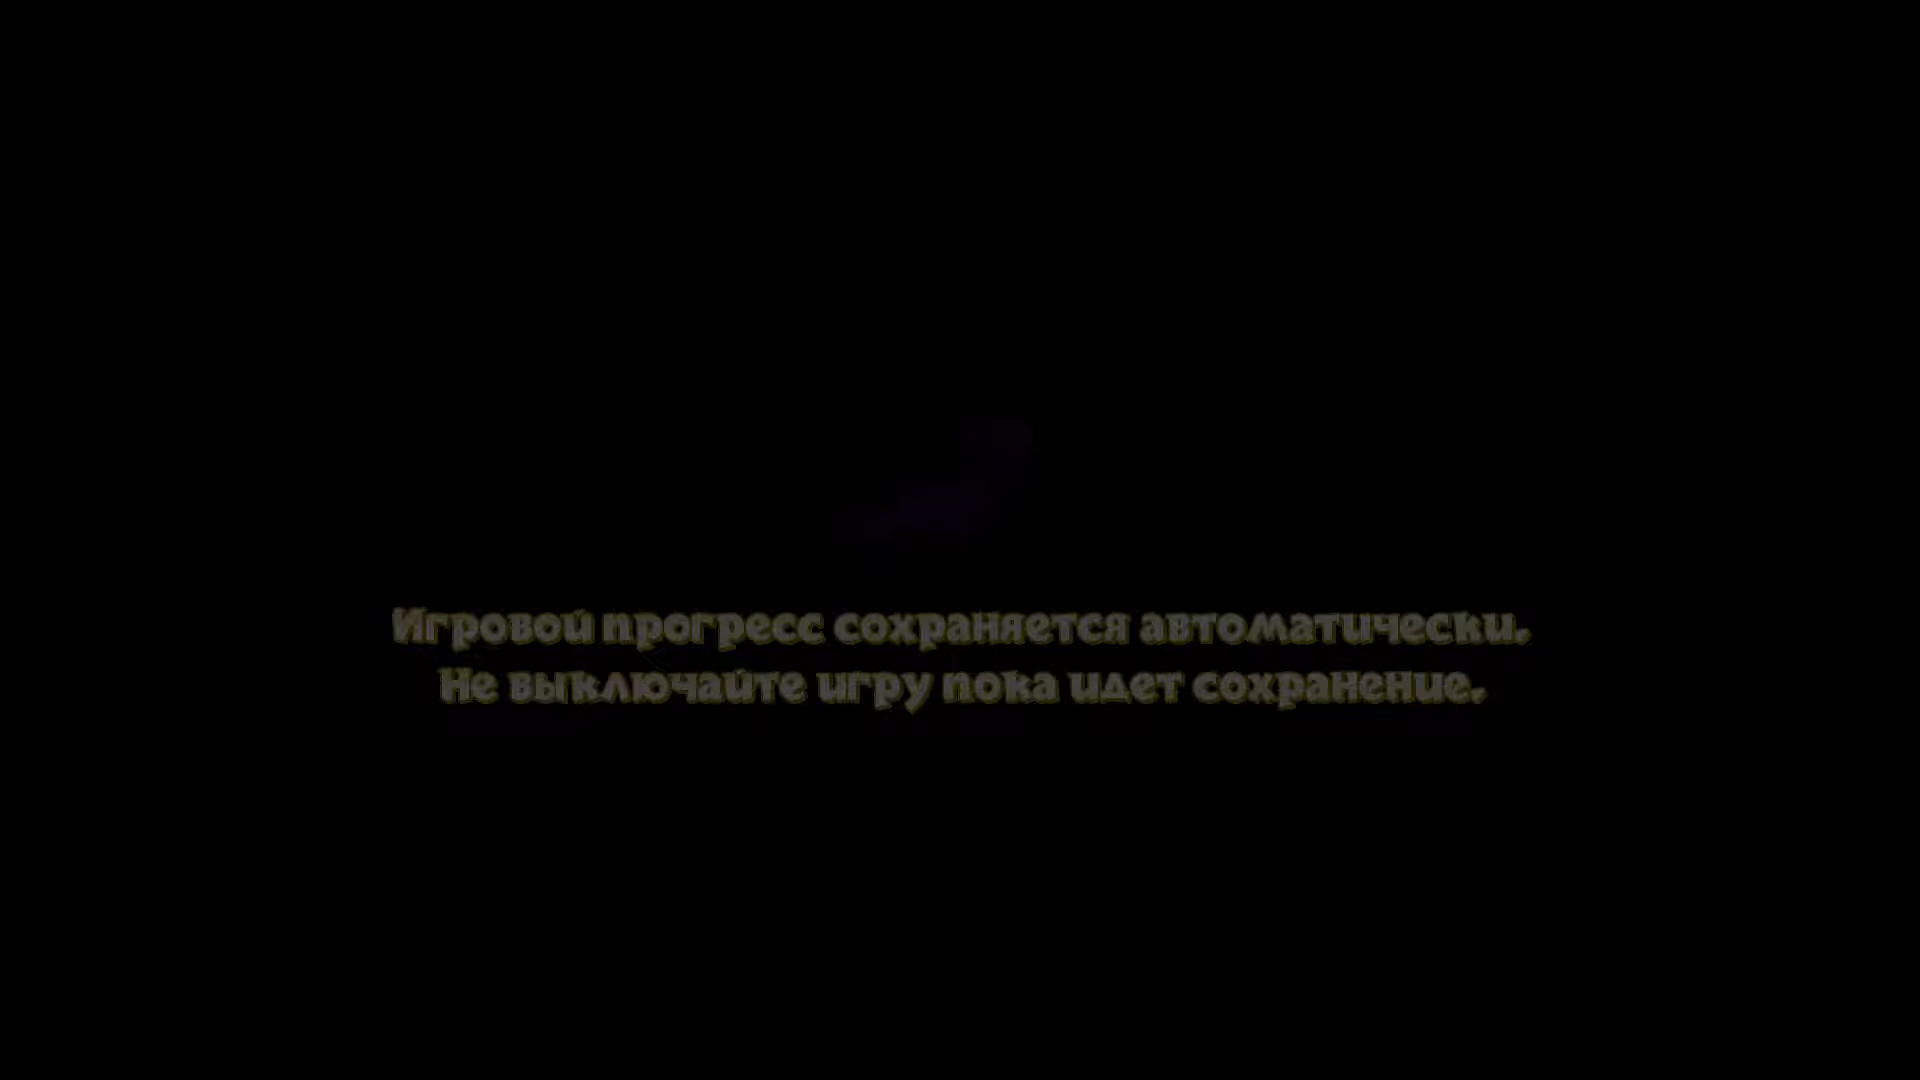 Игровой прогресс сохраняется автоматически.
Не выключайте игру пока идет сохранение.